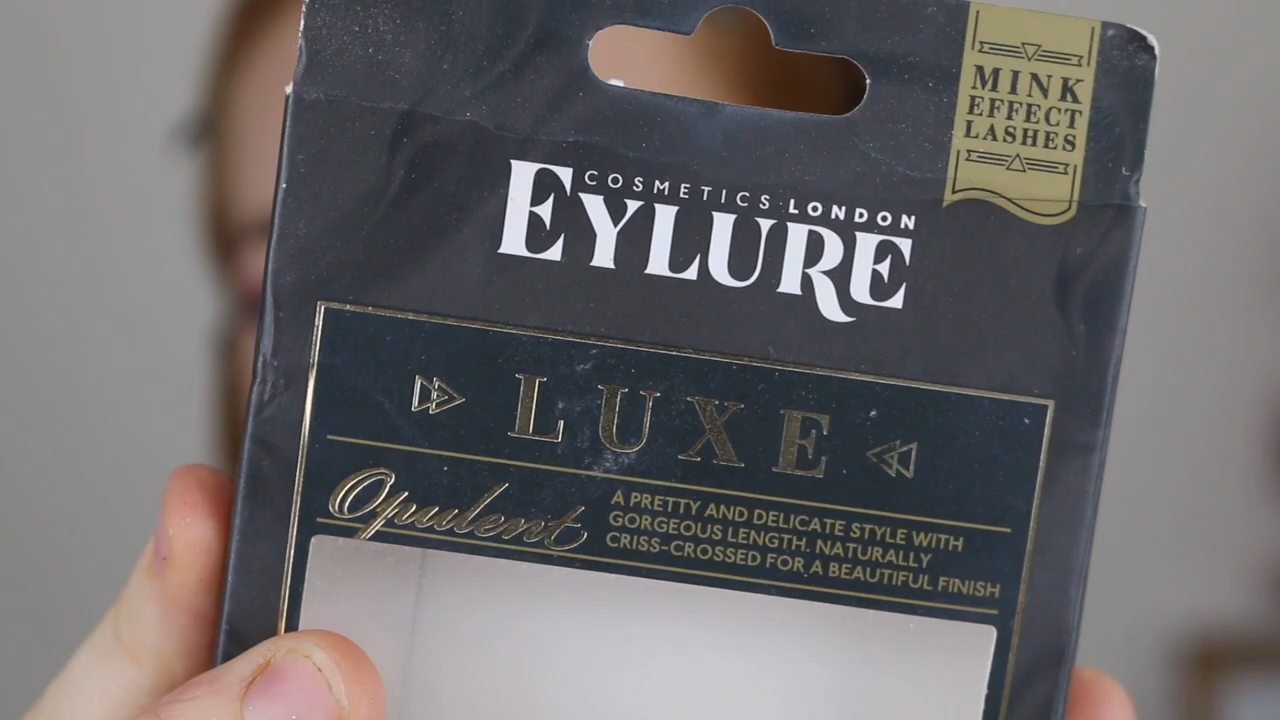 MINK
EFFECT
LASHES
COSMETICS LONDON
EYLURE
LUXE
Opulent
A PRETTY AND DELICATE STYLE WITH
GORGEOUS LENGTH. NATURALLY
CRISS-CROSSED FOR A BEAUTIFUL FINISH